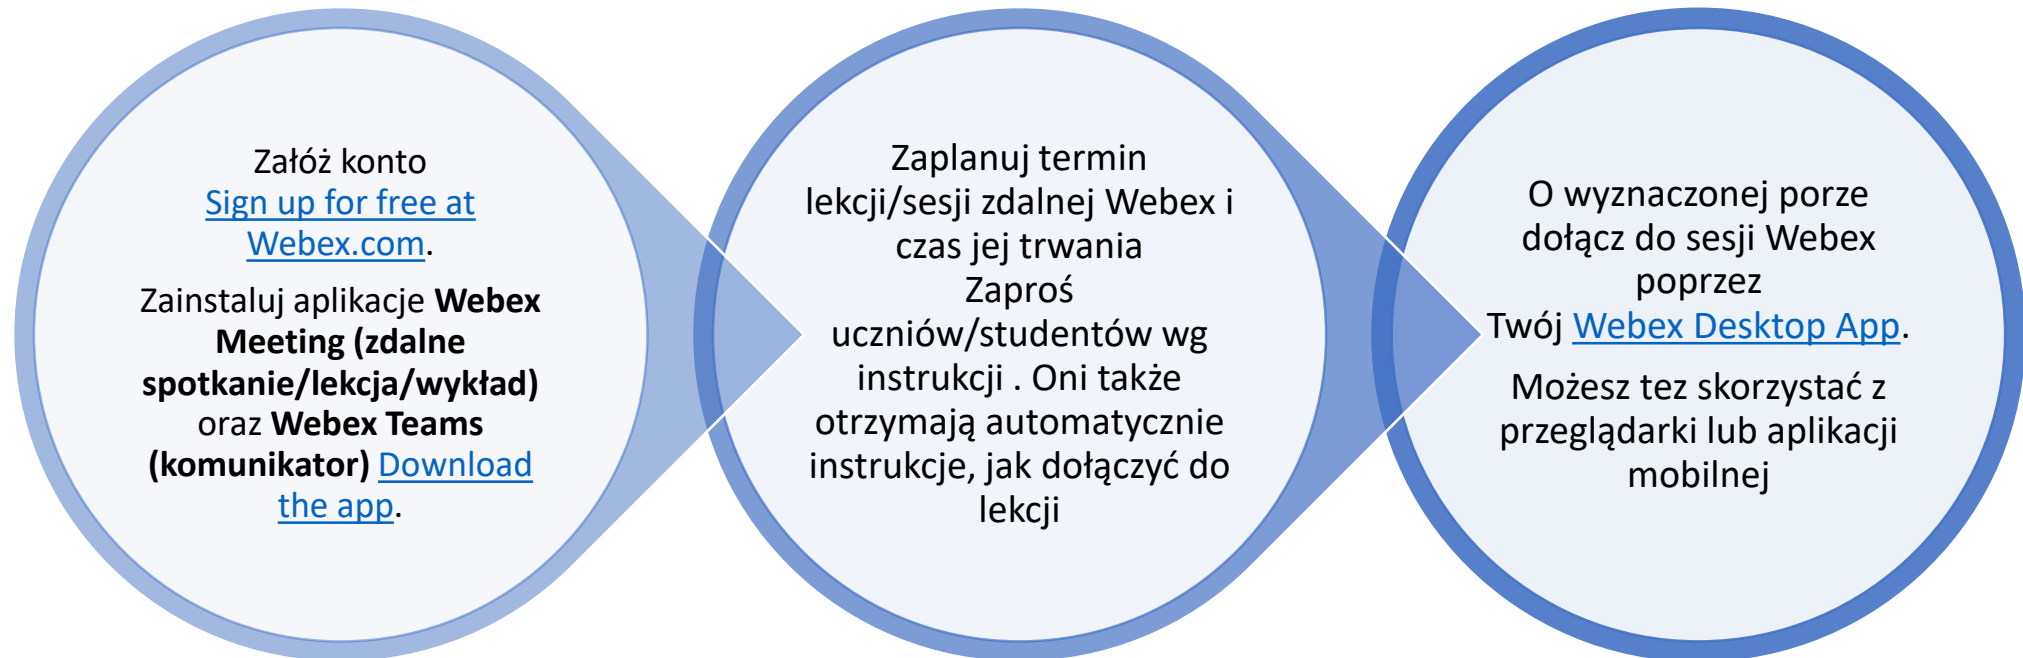 Załóż konto
Sign up for free at
Webex.com.
Zainstaluj aplikacje Webex
Meeting (zdalne
spotkanie/lekcja/wykład)
oraz Webex Teams
(komunikator) Download
the app.
Zaplanuj termin
lekcji/sesji zdalnej Webex i
czas jej trwania
Zaproś
uczniów/studentów wg
instrukcji . Oni także
otrzymają automatycznie
instrukcje, jak dołączyć do
lekcji
O wyznaczonej porze
dołącz do sesji Webex
poprzez
Twój Webex Desktop App.
Możesz tez skorzystać z
przeglądarki lub aplikacji
mobilnej